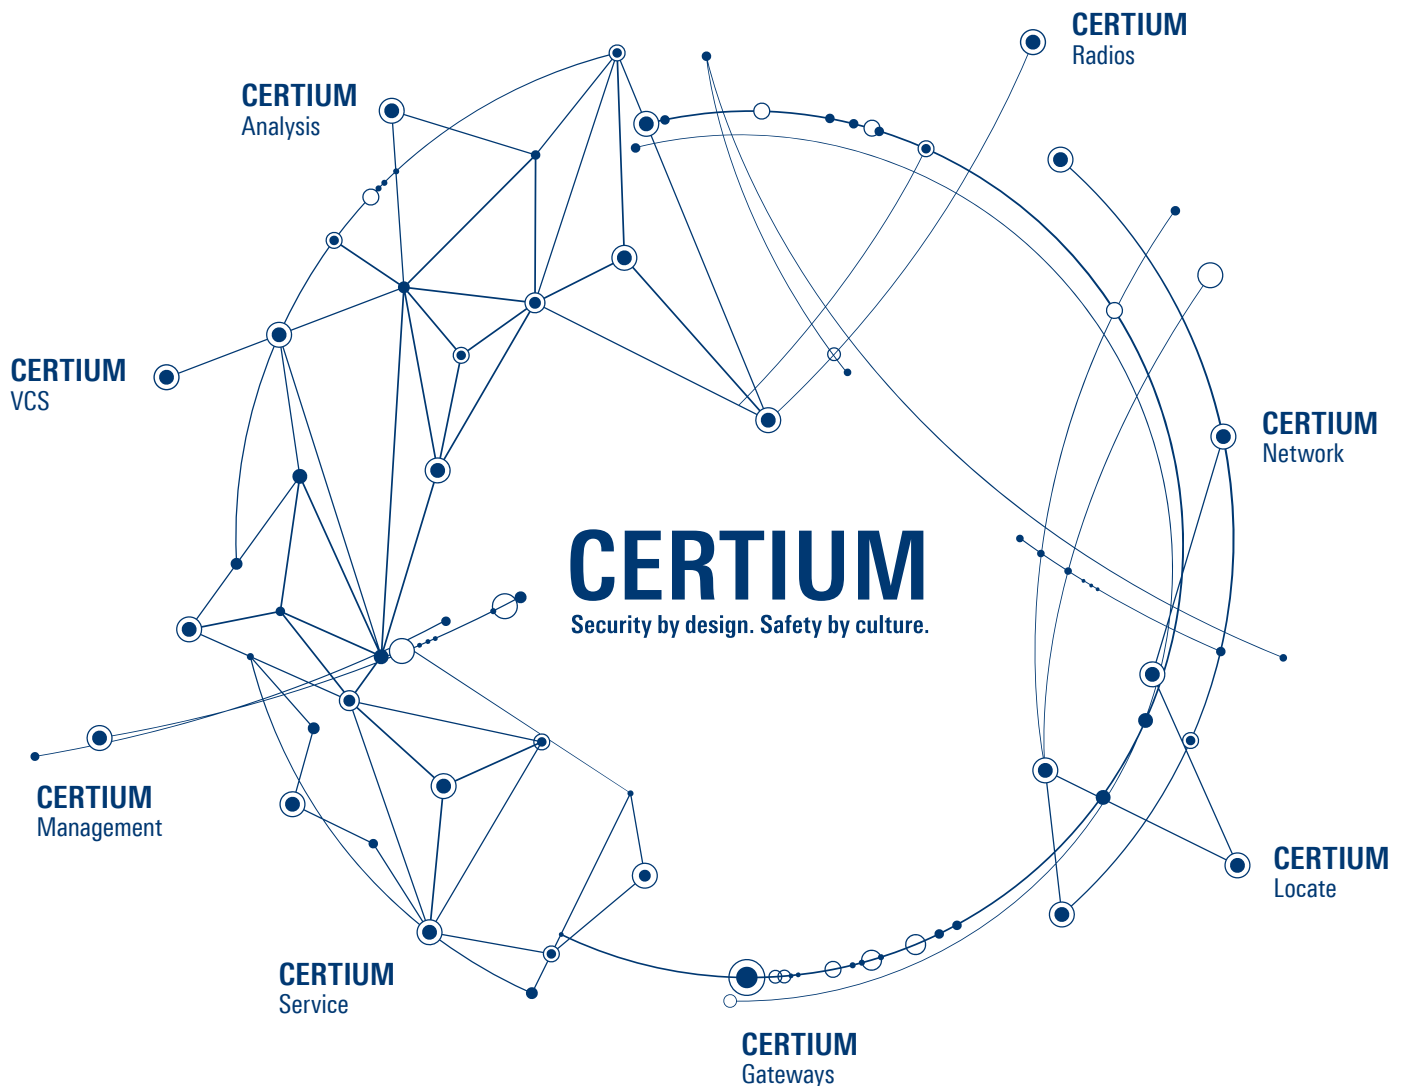 CERTIUM
Radios
CERTIUM
Analysis
CERTIUM
VCS
CERTIUM
Network
CERTIUM
Security by design. Safety by culture.
CERTIUM
Management
CERTIUM
Locate
CERTIUM
Service
CERTIUM
Gateways